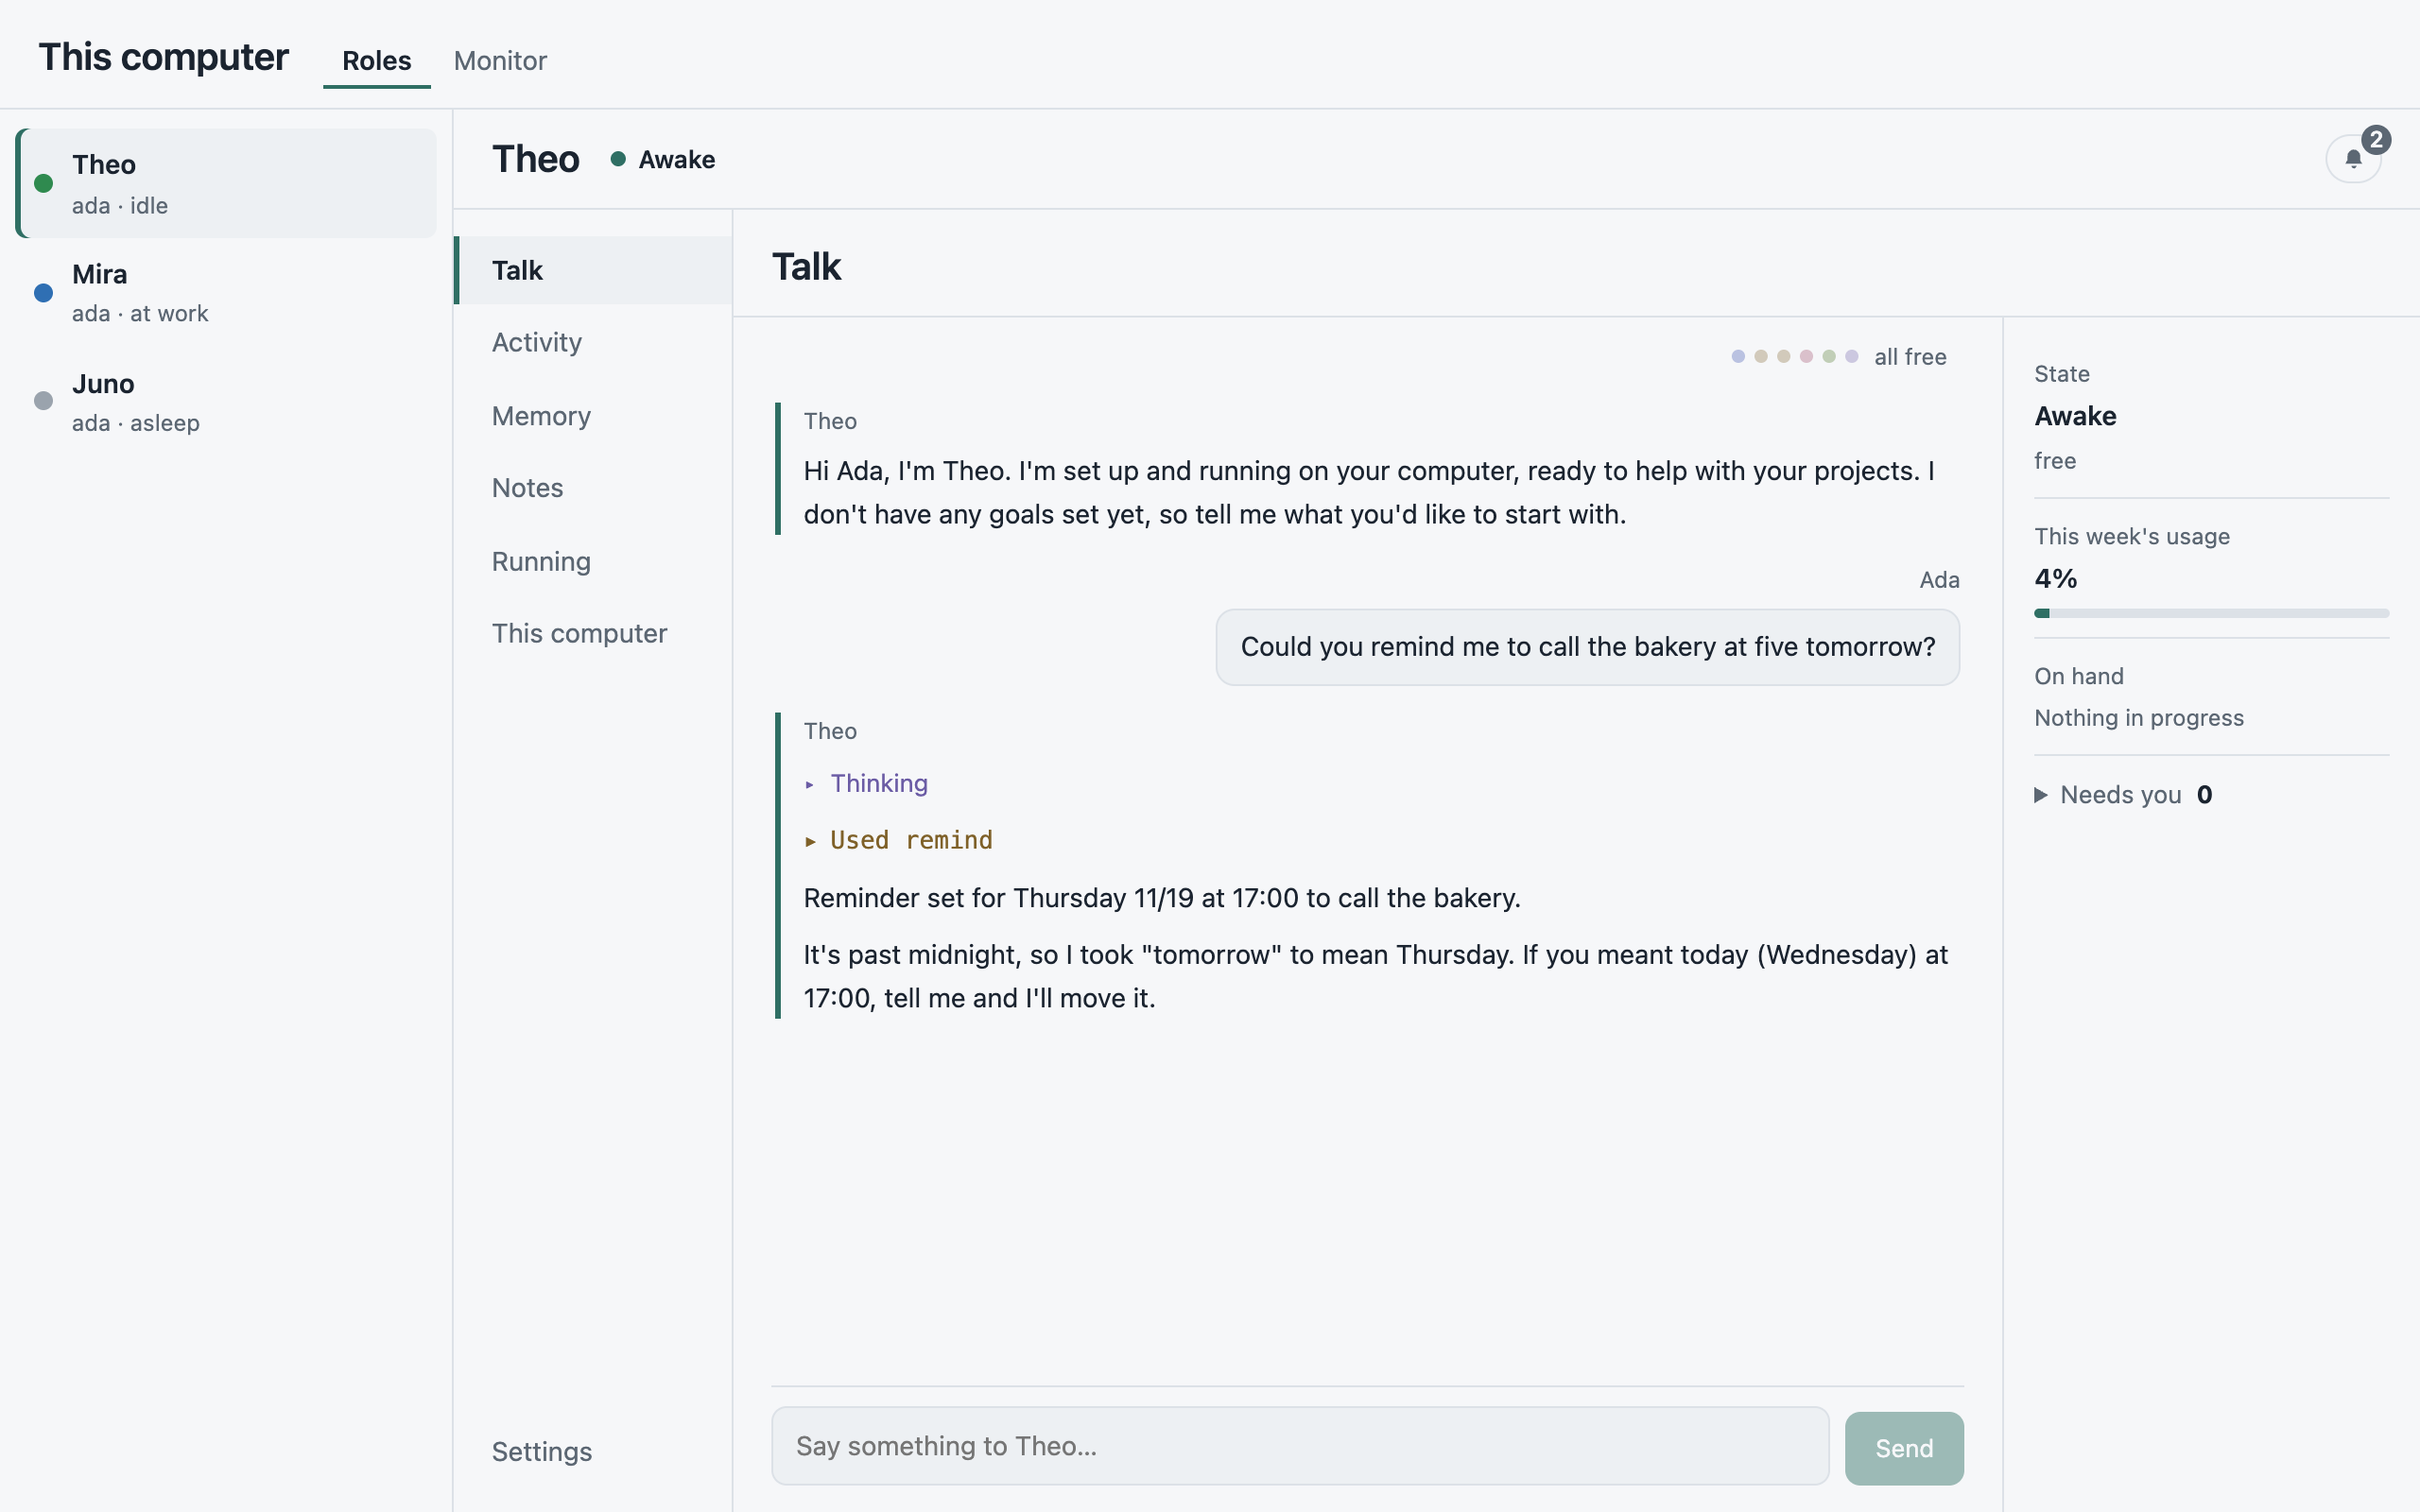 This computer
Roles
Monitor
Theo
ada · idle
Mira
ada · at work
Juno
ada · asleep
Theo
Awake
2
Talk
Activity
Memory
Notes
Running
This computer
Settings
Talk
all free
Theo
Hi Ada, I'm Theo. I'm set up and running on your computer, ready to help with your projects. I
don't have any goals set yet, so tell me what you'd like to start with.
Ada
Could you remind me to call the bakery at five tomorrow?
Theo
Thinking
Used remind
Reminder set for Thursday 11/19 at 17:00 to call the bakery.
It's past midnight, so I took "tomorrow" to mean Thursday. If you meant today (Wednesday) at
17:00, tell me and I'll move it.
Say something to Theo...
Send
State
Awake
free
This week's usage
4%
On hand
Nothing in progress
Needs you 0